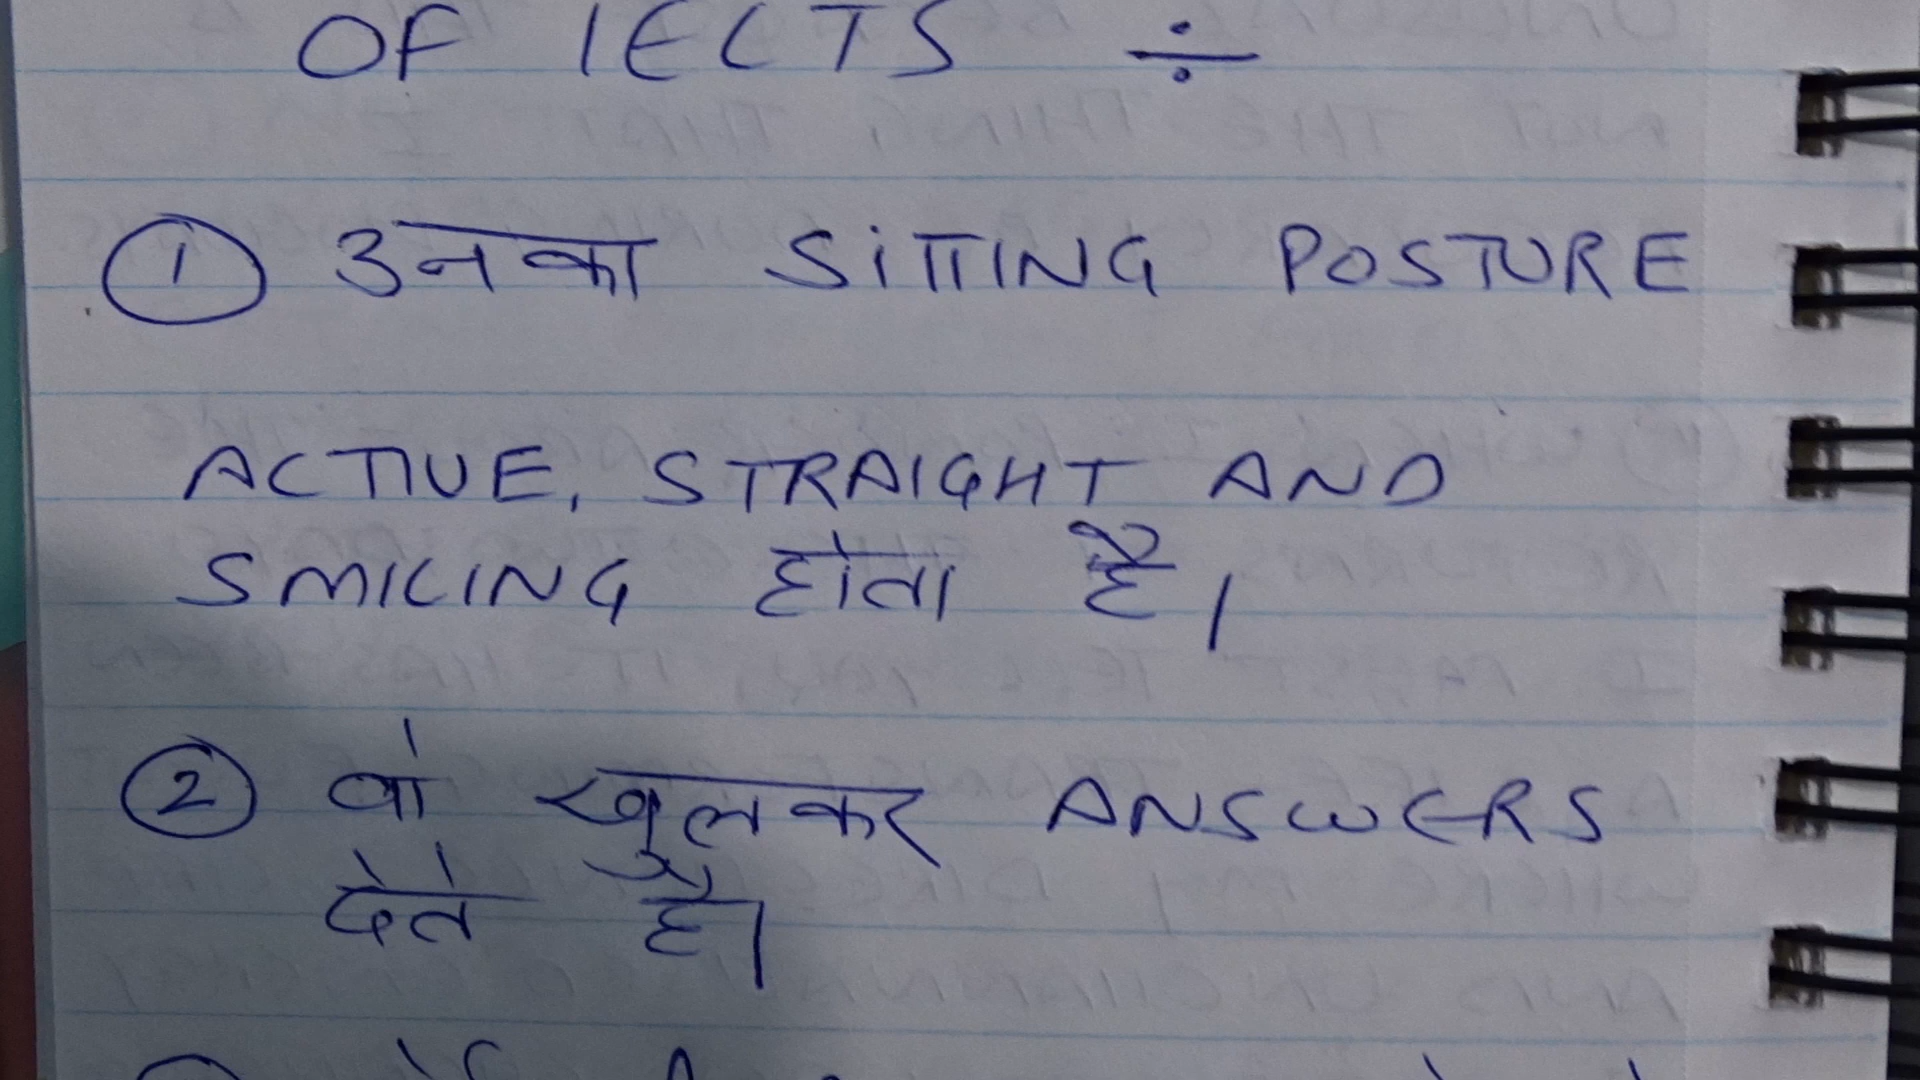 OF IELTS ÷
① उनका SiTTING POSTURE
ACTIVE, STRAIGHT AND
SMILING होता है।
② वो खुलकर ANSWERS
देते है।